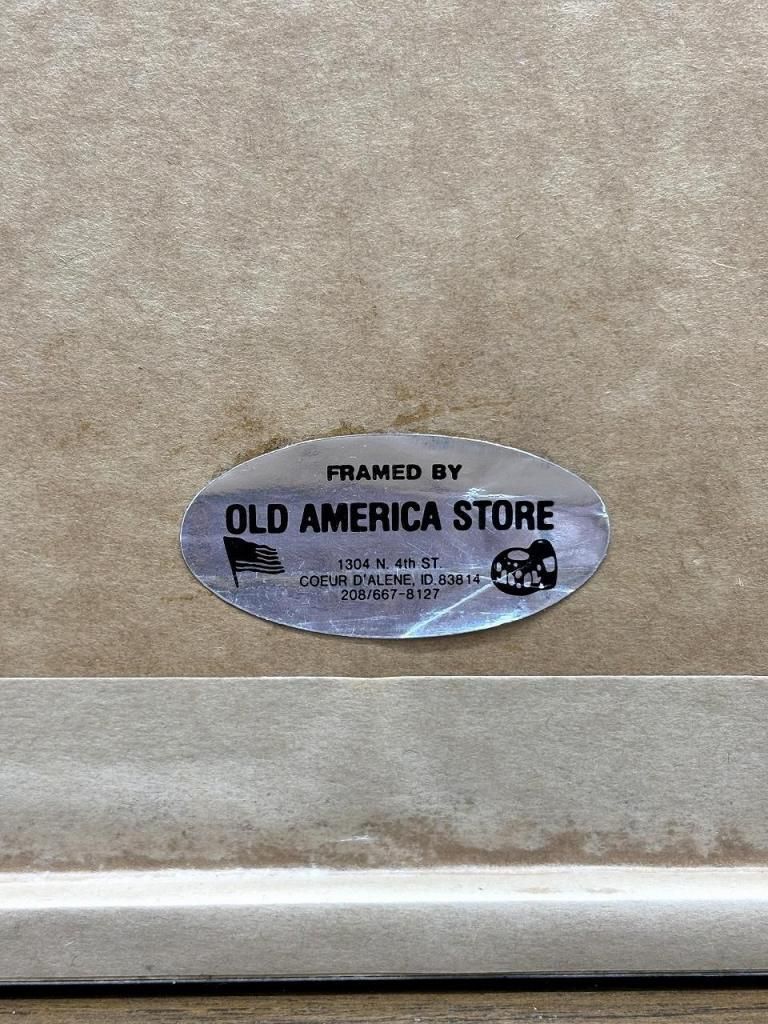 FRAMED BY
OLD AMERICA STORE
1304 N. 4th ST.
COEUR D'ALENE, ID. 83814
208/667-8127